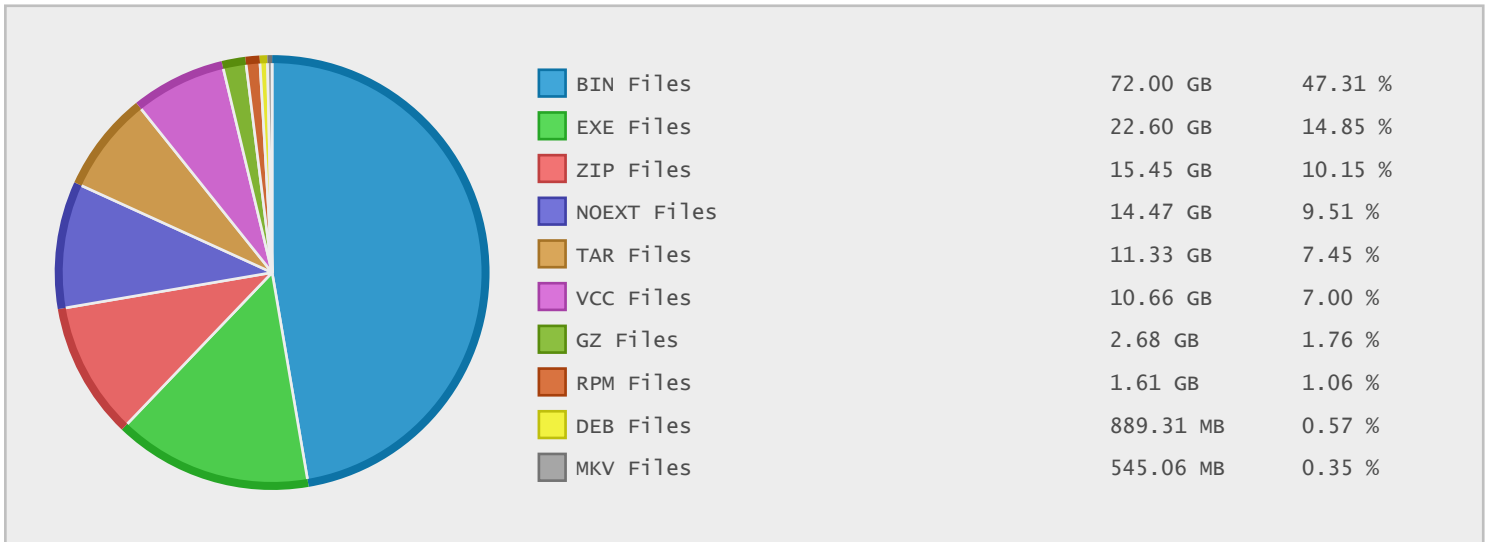 BIN Files 72.00 GB 47.31 %
EXE Files 22.60 GB 14.85 %
ZIP Files 15.45 GB 10.15 %
NOEXT Files 14.47 GB 9.51 %
TAR Files 11.33 GB 7.45 %
VCC Files 10.66 GB 7.00 %
GZ Files 2.68 GB 1.76 %
RPM Files 1.61 GB 1.06 %
DEB Files 889.31 MB 0.57 %
MKV Files 545.06 MB 0.35 %